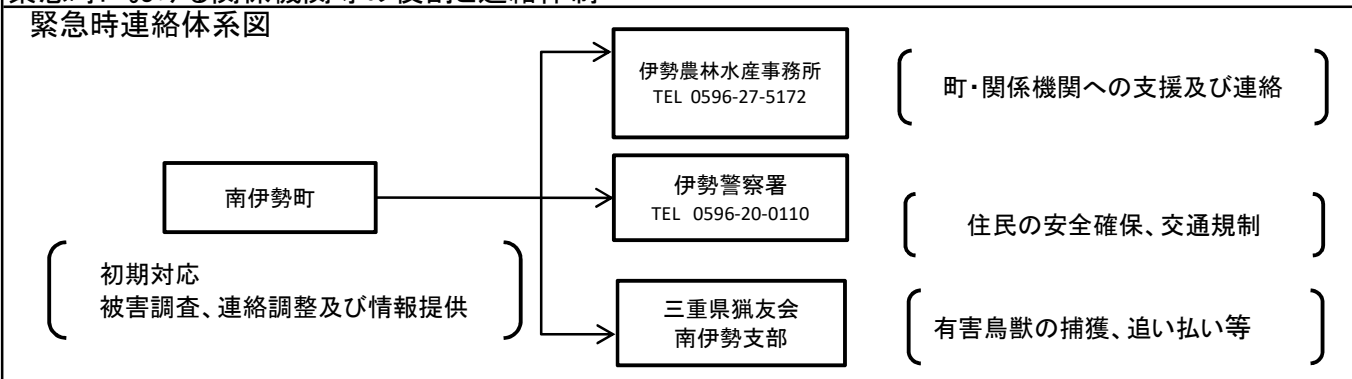 緊急時連絡体系図
伊勢農林水産事務所
TEL 0596-27-5172
町・関係機関への支援及び連絡
南伊勢町
伊勢警察署
TEL 0596-20-0110
住民の安全確保、交通規制
初期対応
被害調査、連絡調整及び情報提供
三重県猟友会
南伊勢支部
有害鳥獣の捕獲、追い払い等